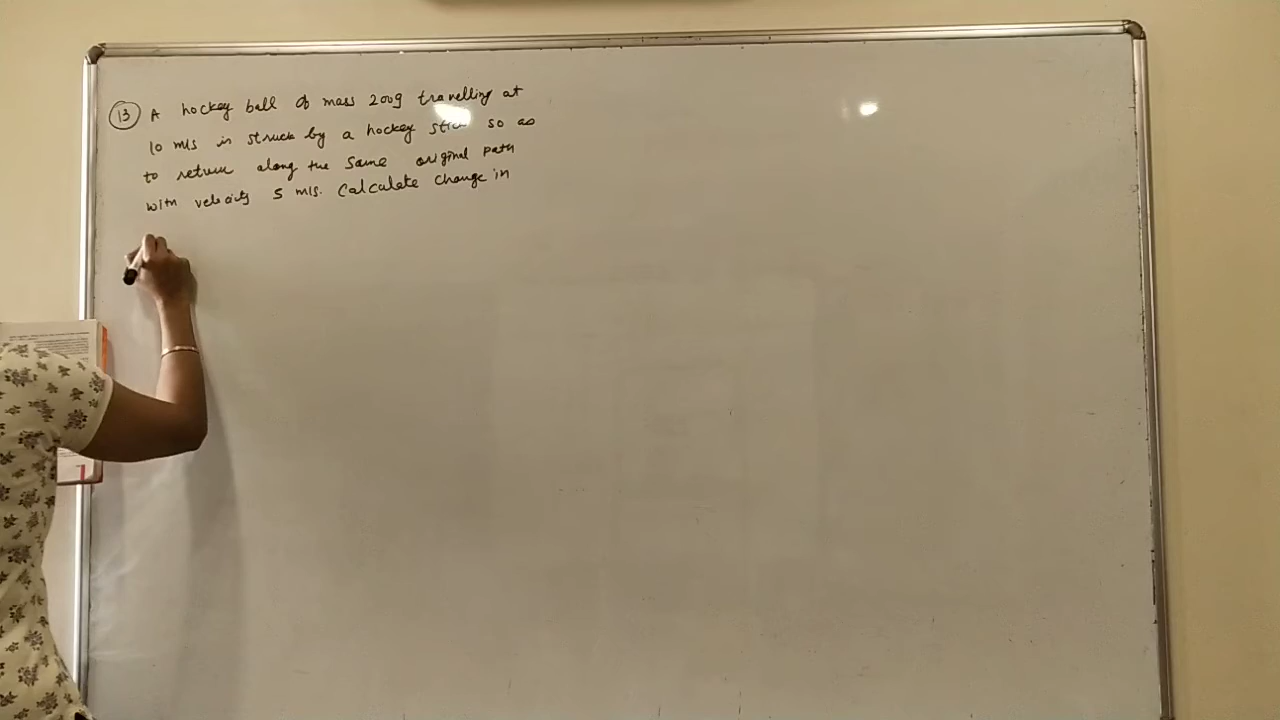 13 A hockey ball of mass 200g travelling at
10 m/s is struck by a hockey stick so as
to return along the same original path
with velocity 5 m/s. Calculate change in